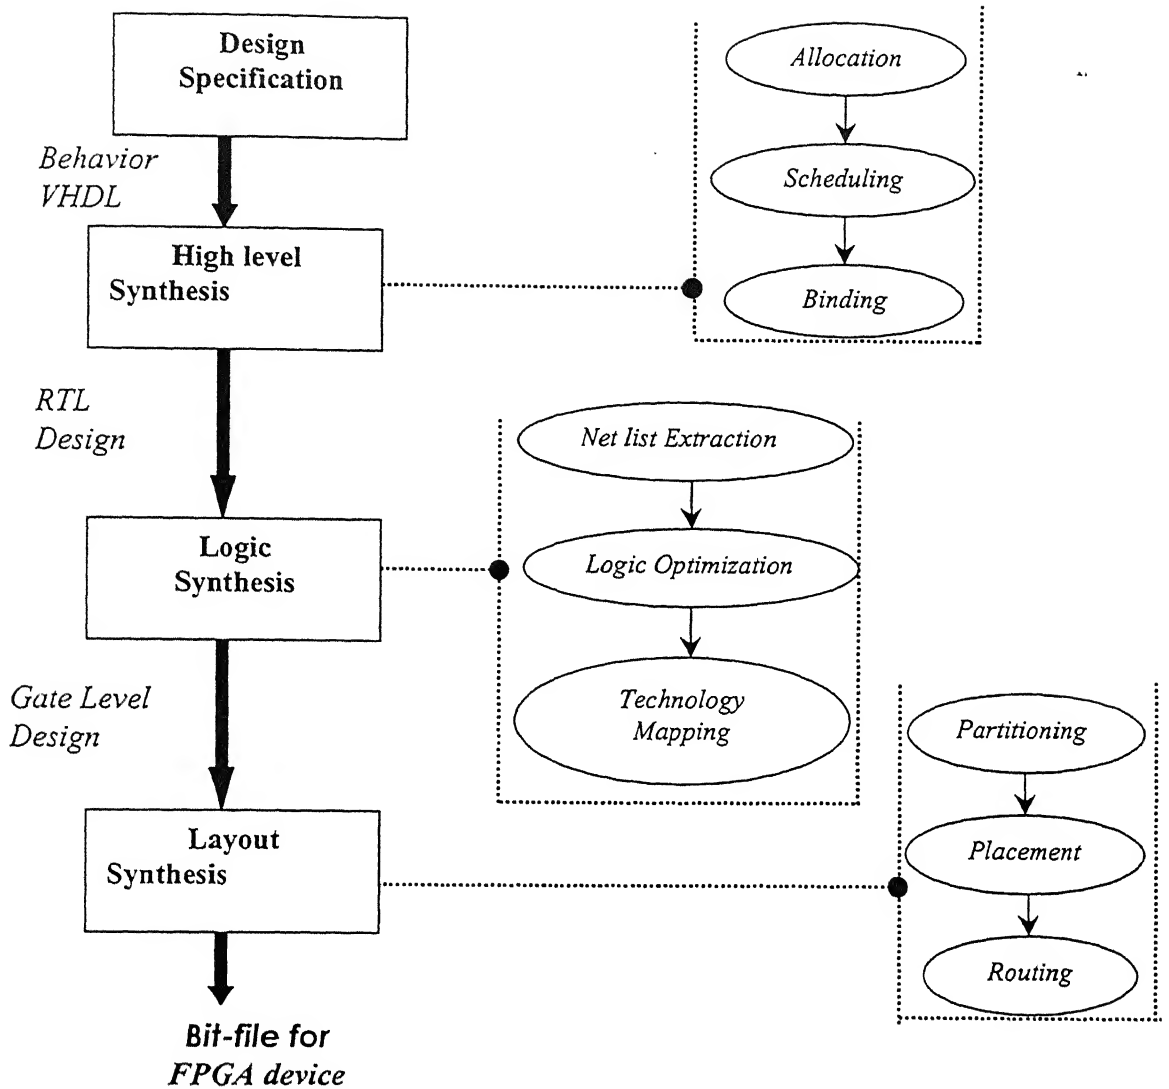 Design
Specification
Behavior
VHDL
High level
Synthesis
Allocation
Scheduling
Binding
RTL
Design
Logic
Synthesis
Net list Extraction
Logic Optimization
Technology
Mapping
Gate Level
Design
Layout
Synthesis
Partitioning
Placement
Routing
Bit-file for
FPGA device